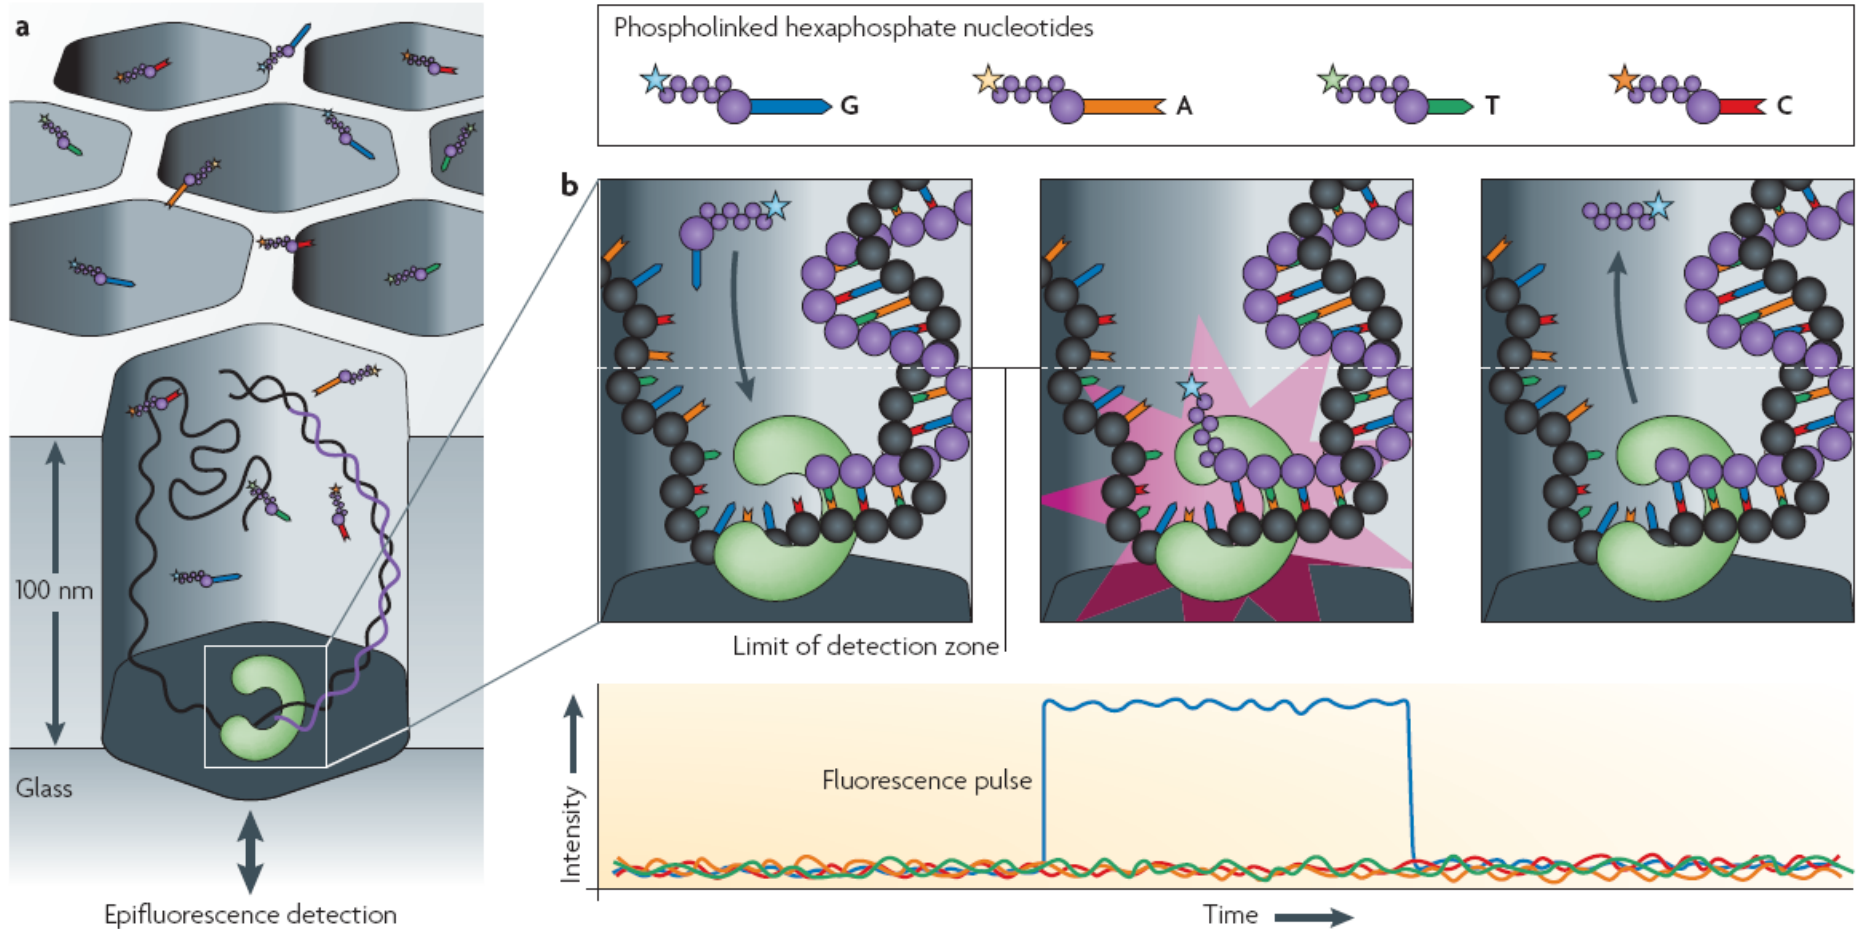 a
100 nm
Glass
Epifluorescence detection
Phospholinked hexaphosphate nucleotides
G
A
T
C
b
Limit of detection zone
Fluorescence pulse
Intensity
Time